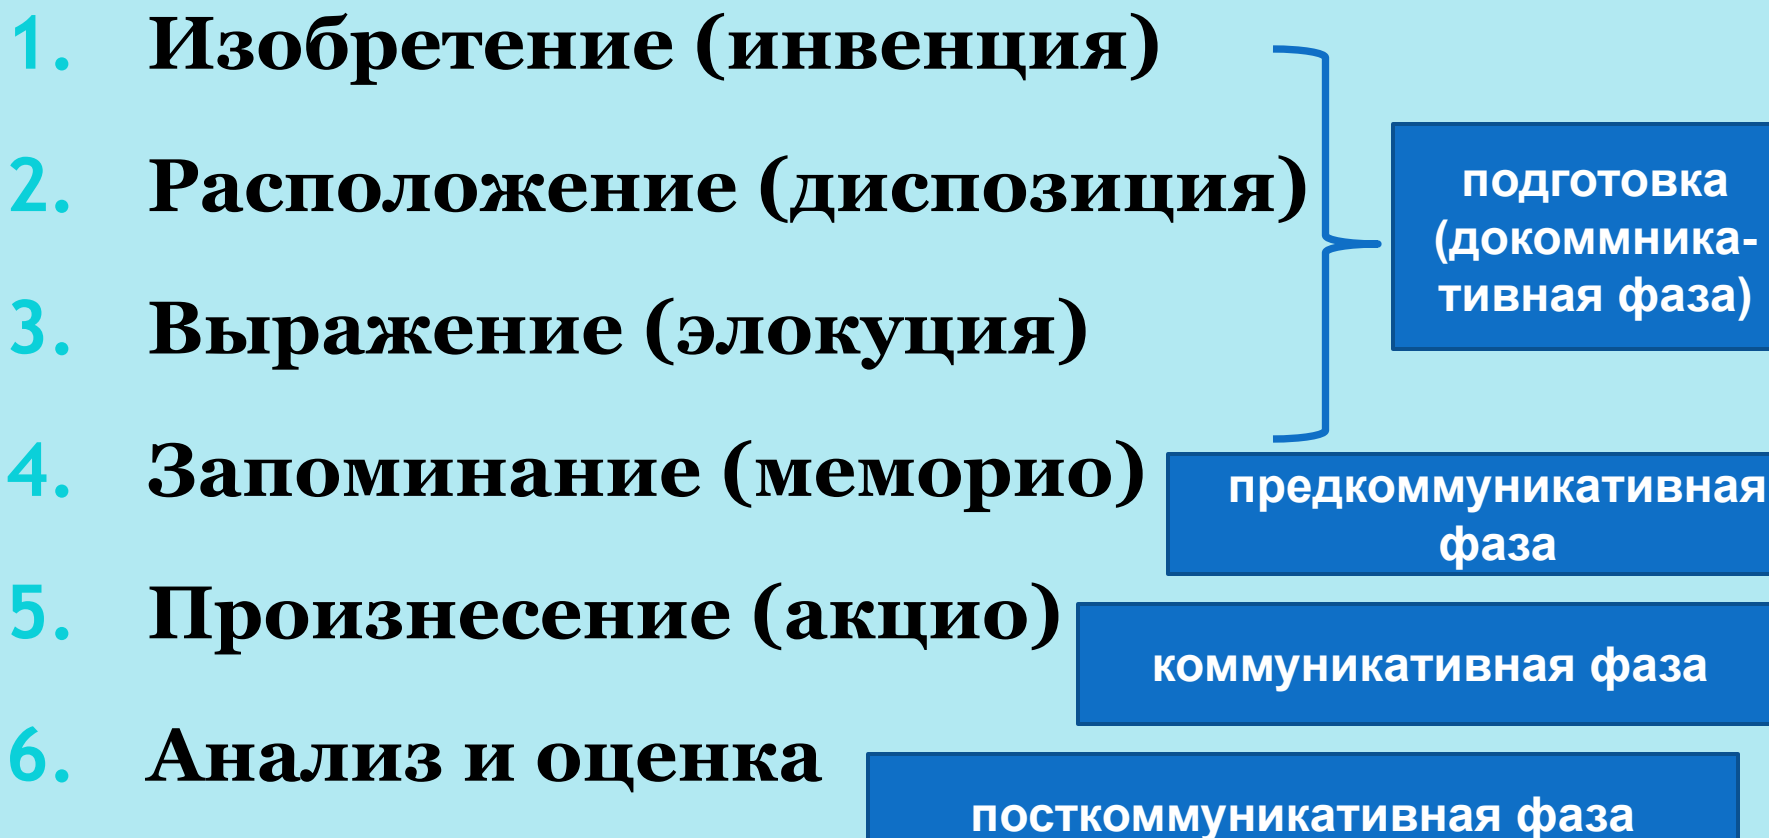 1. Изобретение (инвенция)
2. Расположение (диспозиция)
3. Выражение (элокуция)
4. Запоминание (меморио)
5. Произнесение (акцио)
6. Анализ и оценка
подготовка
(докоммника-
тивная фаза)
предкоммуникативная
фаза
коммуникативная фаза
посткоммуникативная фаза